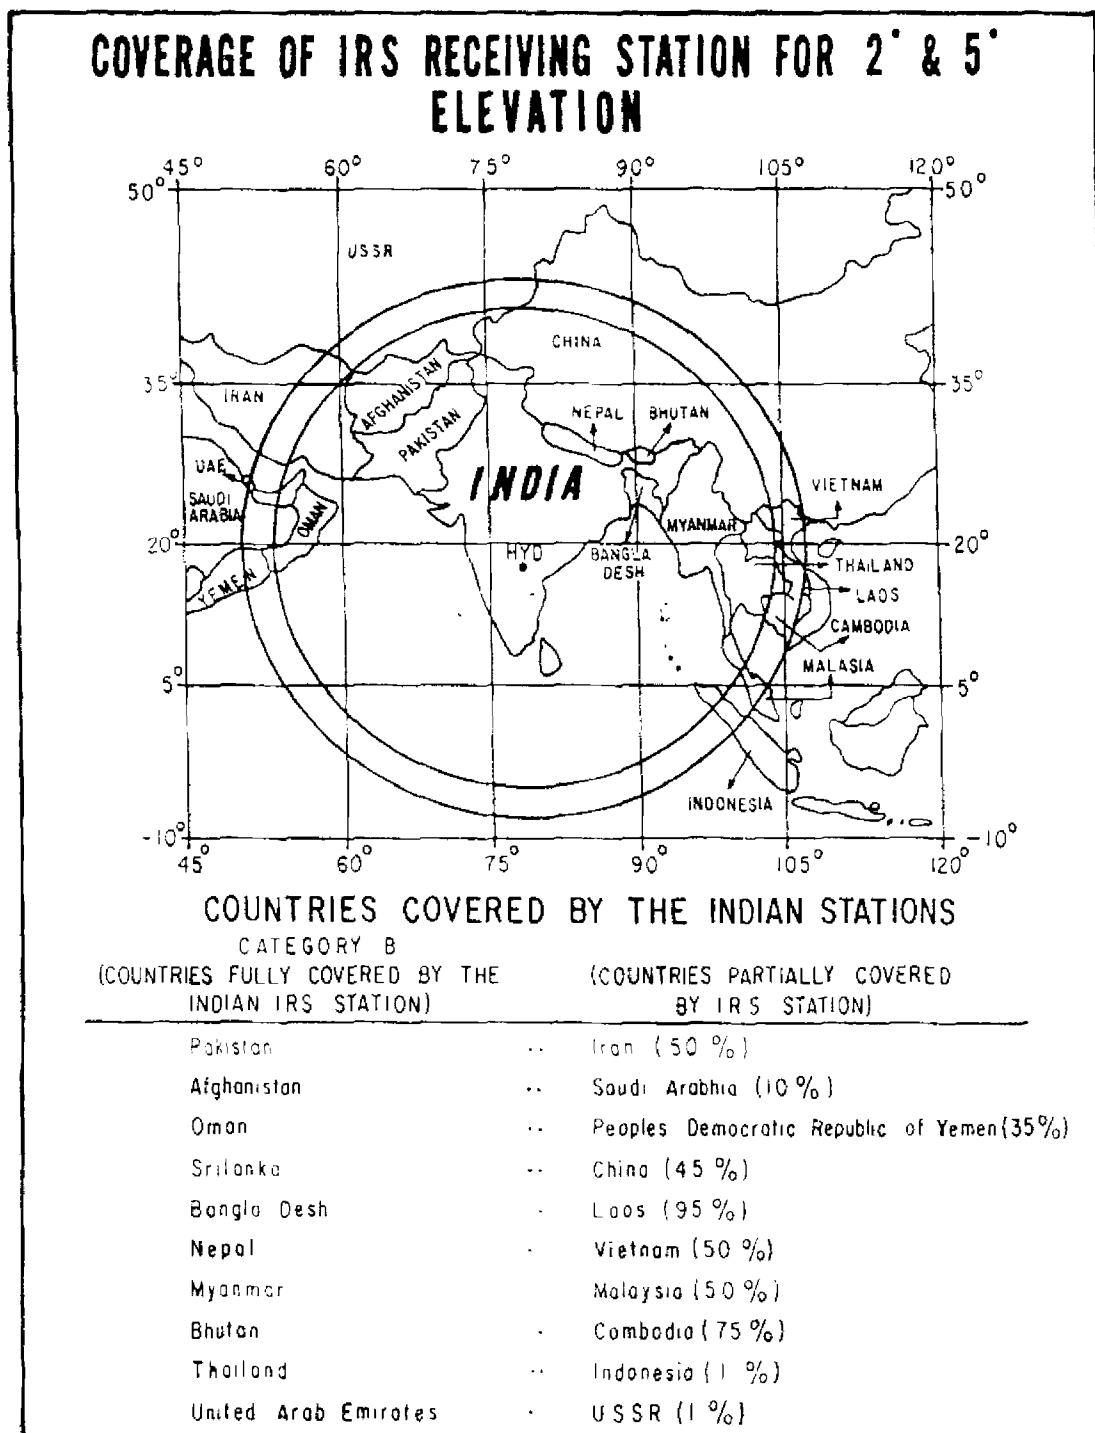 COVERAGE OF IRS RECEIVING STATION FOR 2° & 5°
ELEVATION
45° 60° 75° 90° 105° 120°
50° 50°
USSR
CHINA
35° 35°
IRAN
AFGHANISTAN
PAKISTAN
NEPAL BHUTAN
UAE
SAUDI
ARABIA
OMAN
INDIA
VIETNAM
MYANMAR
20° 20°
HYD
BANGLA
DESH
THAILAND
YEMEN
LAOS
CAMBODIA
MALASIA
5° 5°
INDONESIA
-10° -10°
45° 60° 75° 90° 105° 120°
COUNTRIES COVERED BY THE INDIAN STATIONS
CATEGORY B
(COUNTRIES FULLY COVERED BY THE (COUNTRIES PARTIALLY COVERED
INDIAN IRS STATION) BY IRS STATION)
Pakistan .. Iran (50 %)
Afghanistan .. Saudi Arabhia (10%)
Oman .. Peoples Democratic Republic of Yemen(35%)
Srilanka .. China (45 %)
Bangla Desh . Laos (95 %)
Nepal . Vietnam (50 %)
Myanmar Malaysia (50 %)
Bhutan . Combodia (75 %)
Thailand .. Indonesia (1 %)
United Arab Emirates . USSR (1 %)